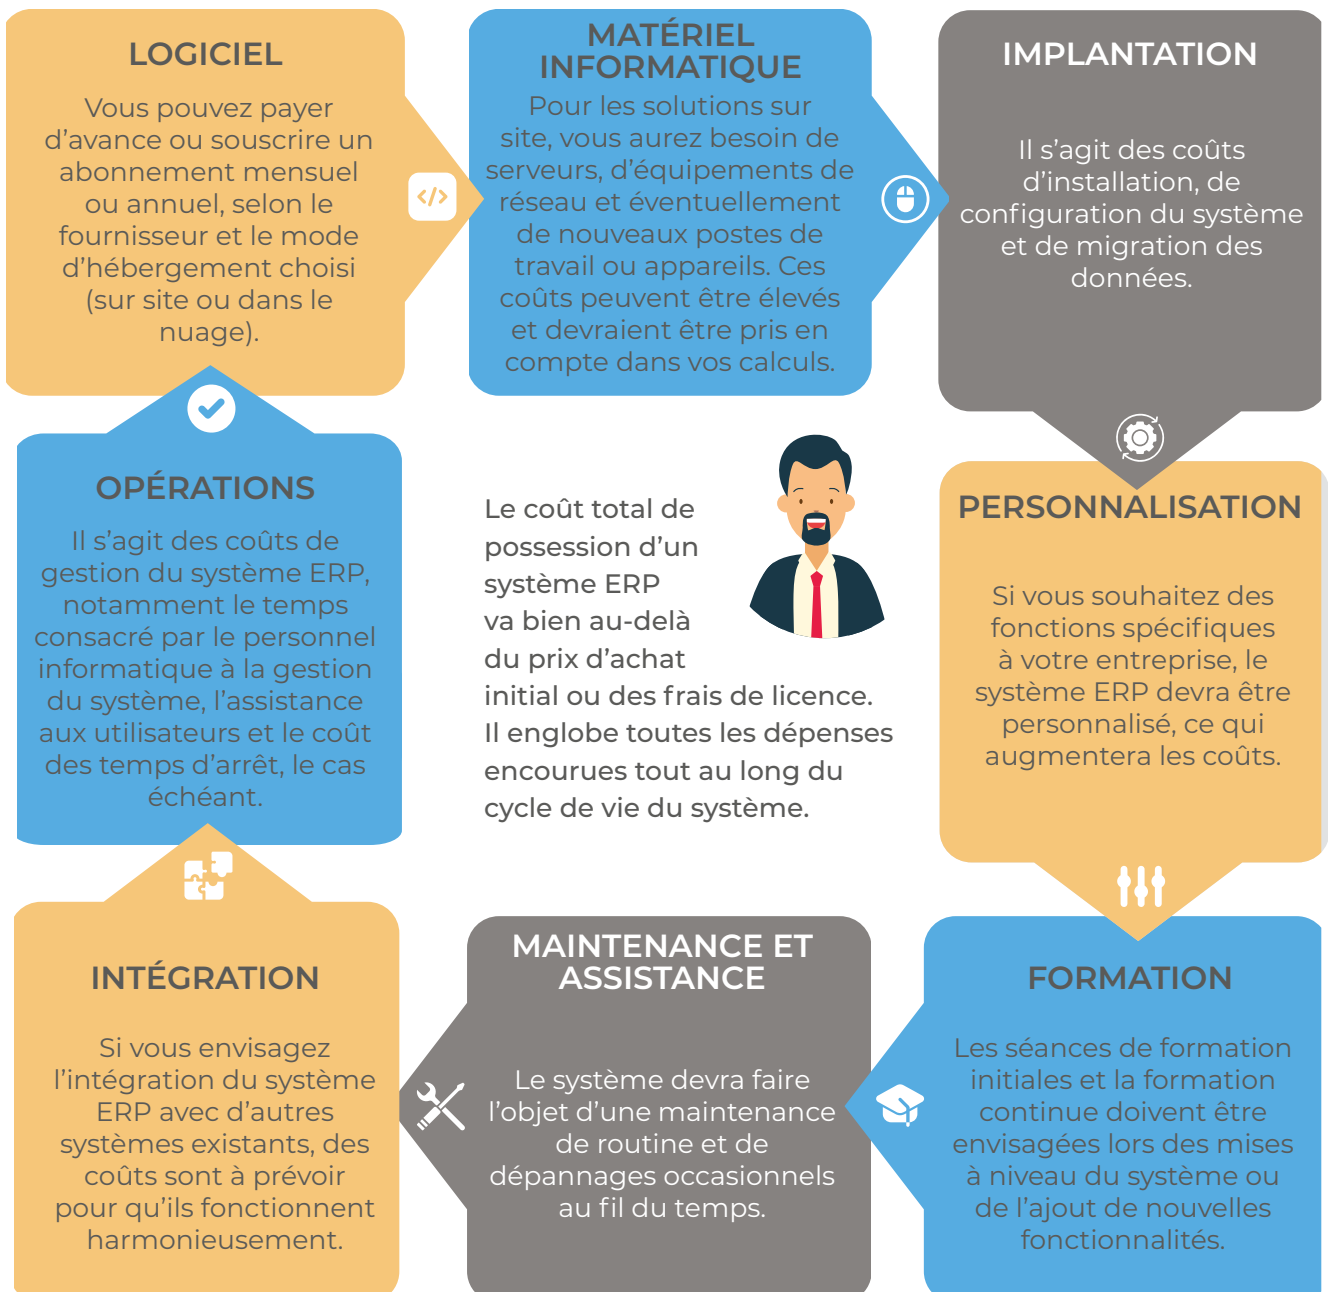 LOGICIEL
Vous pouvez payer
d’avance ou souscrire un
abonnement mensuel
ou annuel, selon le
fournisseur et le mode
d’hébergement choisi
(sur site ou dans le
nuage).
MATÉRIEL
INFORMATIQUE
Pour les solutions sur
site, vous aurez besoin de
serveurs, d’équipements de
réseau et éventuellement
de nouveaux postes de
travail ou appareils. Ces
coûts peuvent être élevés
et devraient être pris en
compte dans vos calculs.
IMPLANTATION
Il s’agit des coûts
d’installation, de
configuration du système
et de migration des
données.
PERSONNALISATION
Si vous souhaitez des
fonctions spécifiques
à votre entreprise, le
système ERP devra être
personnalisé, ce qui
augmentera les coûts.
FORMATION
Les séances de formation
initiales et la formation
continue doivent être
envisagées lors des mises
à niveau du système ou
de l’ajout de nouvelles
fonctionnalités.
MAINTENANCE ET
ASSISTANCE
Le système devra faire
l’objet d’une maintenance
de routine et de
dépannages occasionnels
au fil du temps.
INTÉGRATION
Si vous envisagez
l’intégration du système
ERP avec d’autres
systèmes existants, des
coûts sont à prévoir
pour qu’ils fonctionnent
harmonieusement.
OPÉRATIONS
Il s’agit des coûts de
gestion du système ERP,
notamment le temps
consacré par le personnel
informatique à la gestion
du système, l’assistance
aux utilisateurs et le coût
des temps d’arrêt, le cas
échéant.
Le coût total de
possession d’un
système ERP
va bien au-delà
du prix d’achat
initial ou des frais de licence.
Il englobe toutes les dépenses
encourues tout au long du
cycle de vie du système.